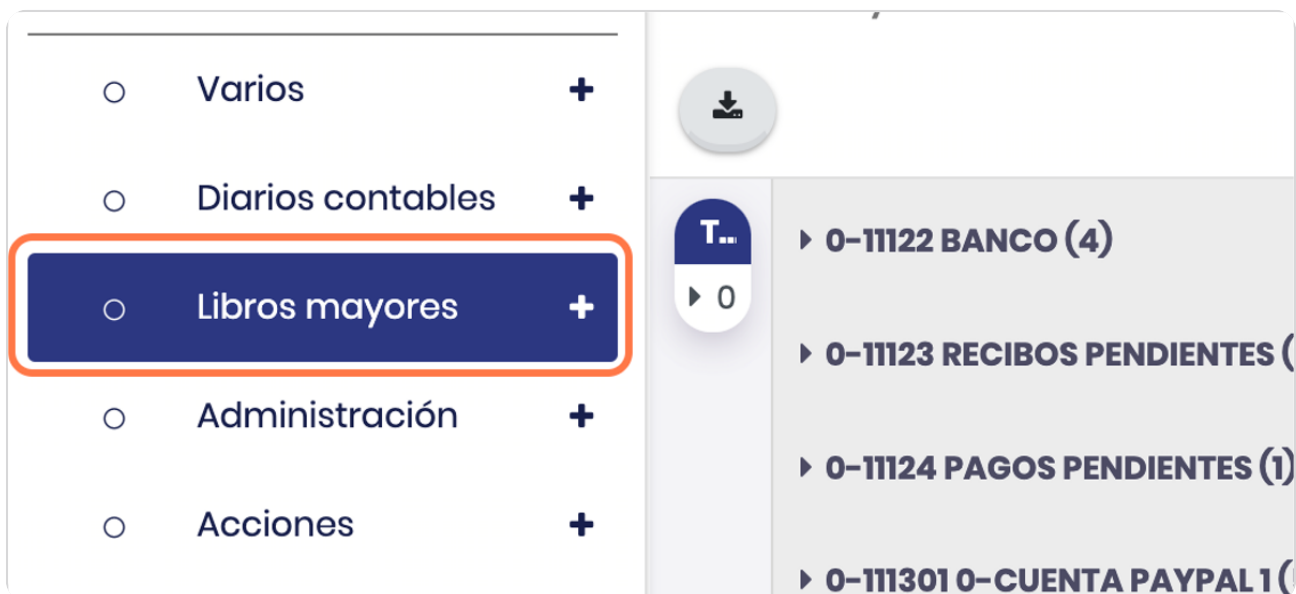 Varios
Diarios contables
Libros mayores
Administración
Acciones
T...
0
0-11122 BANCO (4)
0-11123 RECIBOS PENDIENTES (
0-11124 PAGOS PENDIENTES (1)
0-111301 0-CUENTA PAYPAL 1 (